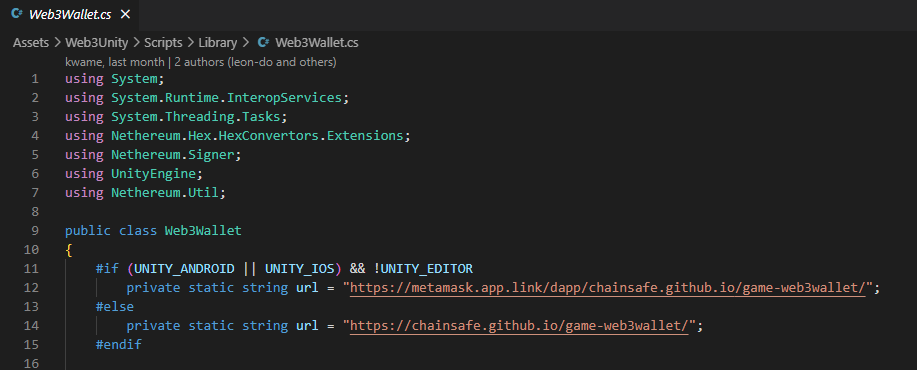 C# Web3Wallet.cs ×
Assets > Web3Unity > Scripts > Library > C# Web3Wallet.cs
kwame, last month | 2 authors (leon-do and others)
1 using System;
2 using System.Runtime.InteropServices;
3 using System.Threading.Tasks;
4 using Nethereum.Hex.HexConvertors.Extensions;
5 using Nethereum.Signer;
6 using UnityEngine;
7 using Nethereum.Util;
8
9 public class Web3Wallet
10 {
11 #if (UNITY_ANDROID || UNITY_IOS) && !UNITY_EDITOR
12 private static string url = "https://metamask.app.link/dapp/chainsafe.github.io/game-web3wallet/";
13 #else
14 private static string url = "https://chainsafe.github.io/game-web3wallet/";
15 #endif
16